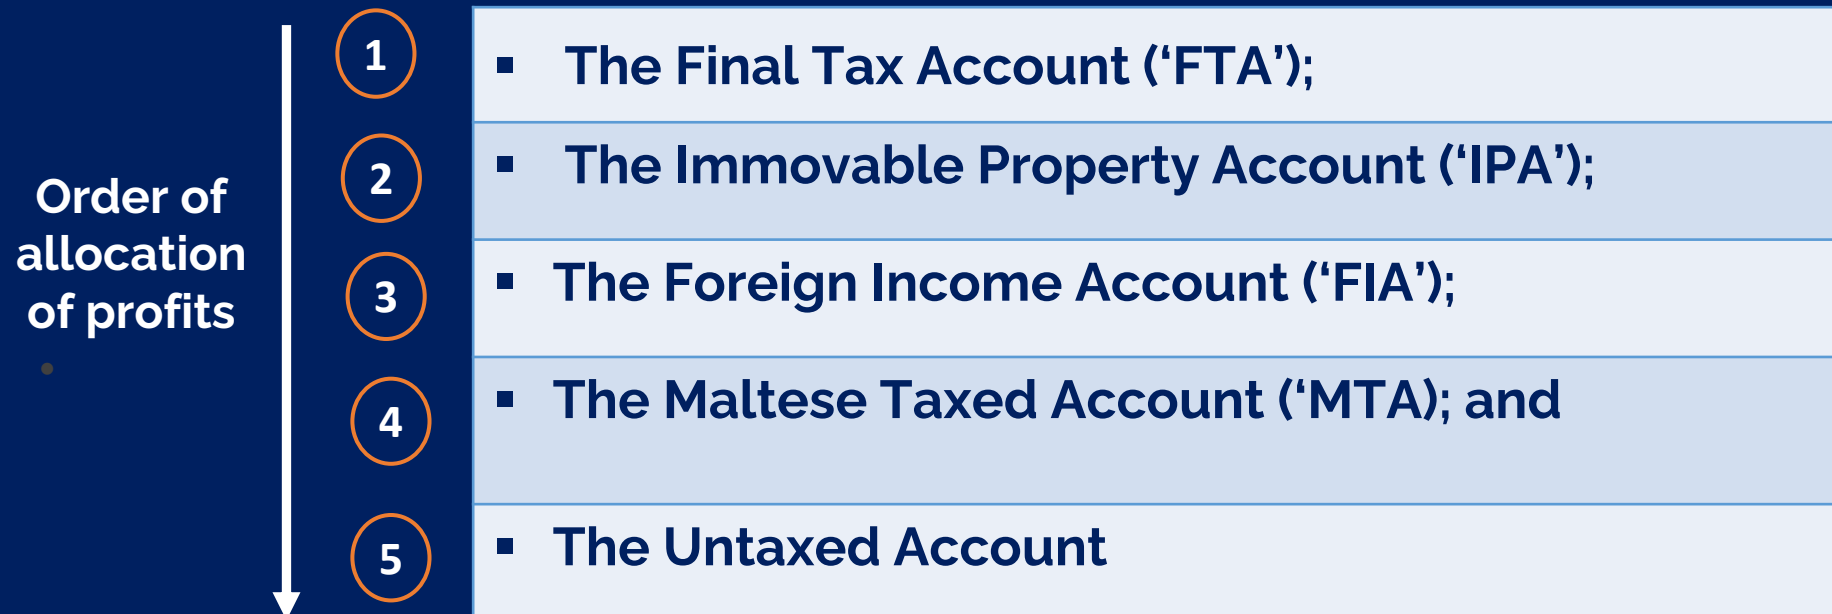 Order of
allocation
of profits
1
▪ The Final Tax Account (‘FTA’);
2
▪ The Immovable Property Account (‘IPA’);
3
▪ The Foreign Income Account (‘FIA’);
4
▪ The Maltese Taxed Account (‘MTA); and
5
▪ The Untaxed Account